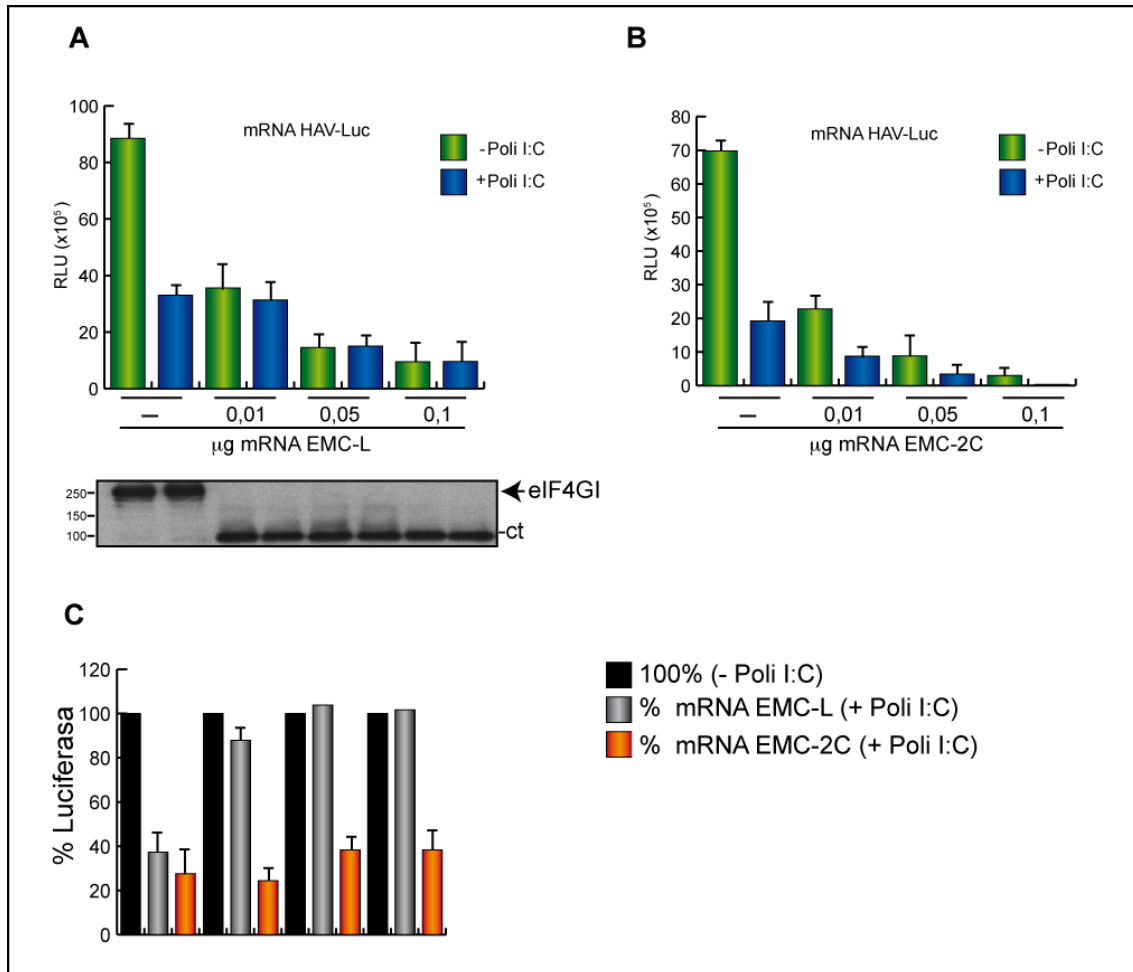 A
mRNA HAV-Luc
-Poli I:C
+Poli I:C
RLU (x10⁵)
100
80
60
40
20
0
— 0,01 0,05 0,1
μg mRNA EMC-L
250
150
100
eIF4GI
-ct
B
mRNA HAV-Luc
-Poli I:C
+Poli I:C
RLU (x10⁵)
80
70
60
50
40
30
20
10
0
— 0,01 0,05 0,1
μg mRNA EMC-2C
C
% Luciferasa
120
100
80
60
40
20
0
100% (- Poli I:C)
% mRNA EMC-L (+ Poli I:C)
% mRNA EMC-2C (+ Poli I:C)